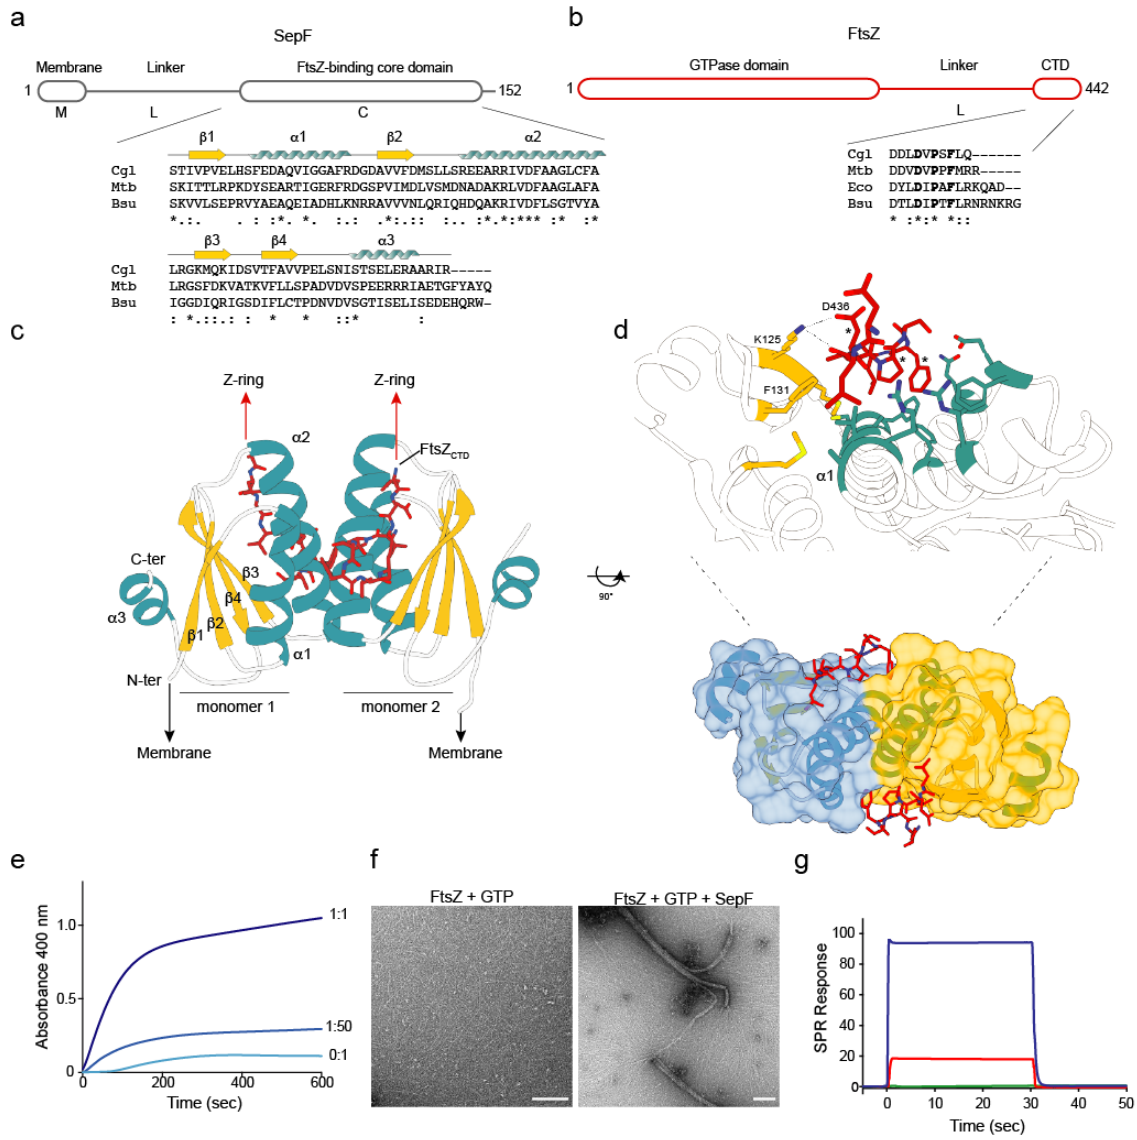 a
SepF
Membrane
Linker
FtsZ-binding core domain
1
152
M
L
C
β1
α1
β2
α2
Cgl STIVPVELHSFEDAQVIGGAFRDGDAVVFDMSLLSREEARRIVDFAAGLCFA
Mtb SKITTLRPKDYSEARTIGERFRDGSPVIMDLVSMDNADAKRLVDFAAGLAFA
Bsu SKVVLSEPRVYAEAQEIADHLKNRRAVVVNLQRIQHDQAKRIVDFLSGTVYA
β3
β4
α3
Cgl LRGKMQKIDSVTFAVVPELSNISTSELERAARIR-----
Mtb LRGSFDKVATKVFLLSPADVDVSPEERRRIAETGFYAYQ
Bsu IGGDIQRIGSDIFLCTPDNVDVSGTISELISEDEHQRW-
b
FtsZ
GTPase domain
Linker
CTD
1
442
L
Cgl DDLDVPSFLQ------
Mtb DDVDVPPFMRR-----
Eco DYLDIPAFLRKQAD--
Bsu DTLDIPTFLRNRNKRG
* *:* *::
c
Z-ring
Z-ring
α2
FtsZCTD
C-ter
β3
β4
α3
β2
β1
α1
N-ter
monomer 1
monomer 2
Membrane
Membrane
d
D436
K125
*
* *
F131
α1
90°
e
Absorbance 400 nm
1.0
0.5
0
1:1
1:50
0:1
0
200
400
600
Time (sec)
f
FtsZ + GTP
FtsZ + GTP + SepF
g
SPR Response
100
80
60
40
20
0
0
10
20
30
40
50
Time (sec)